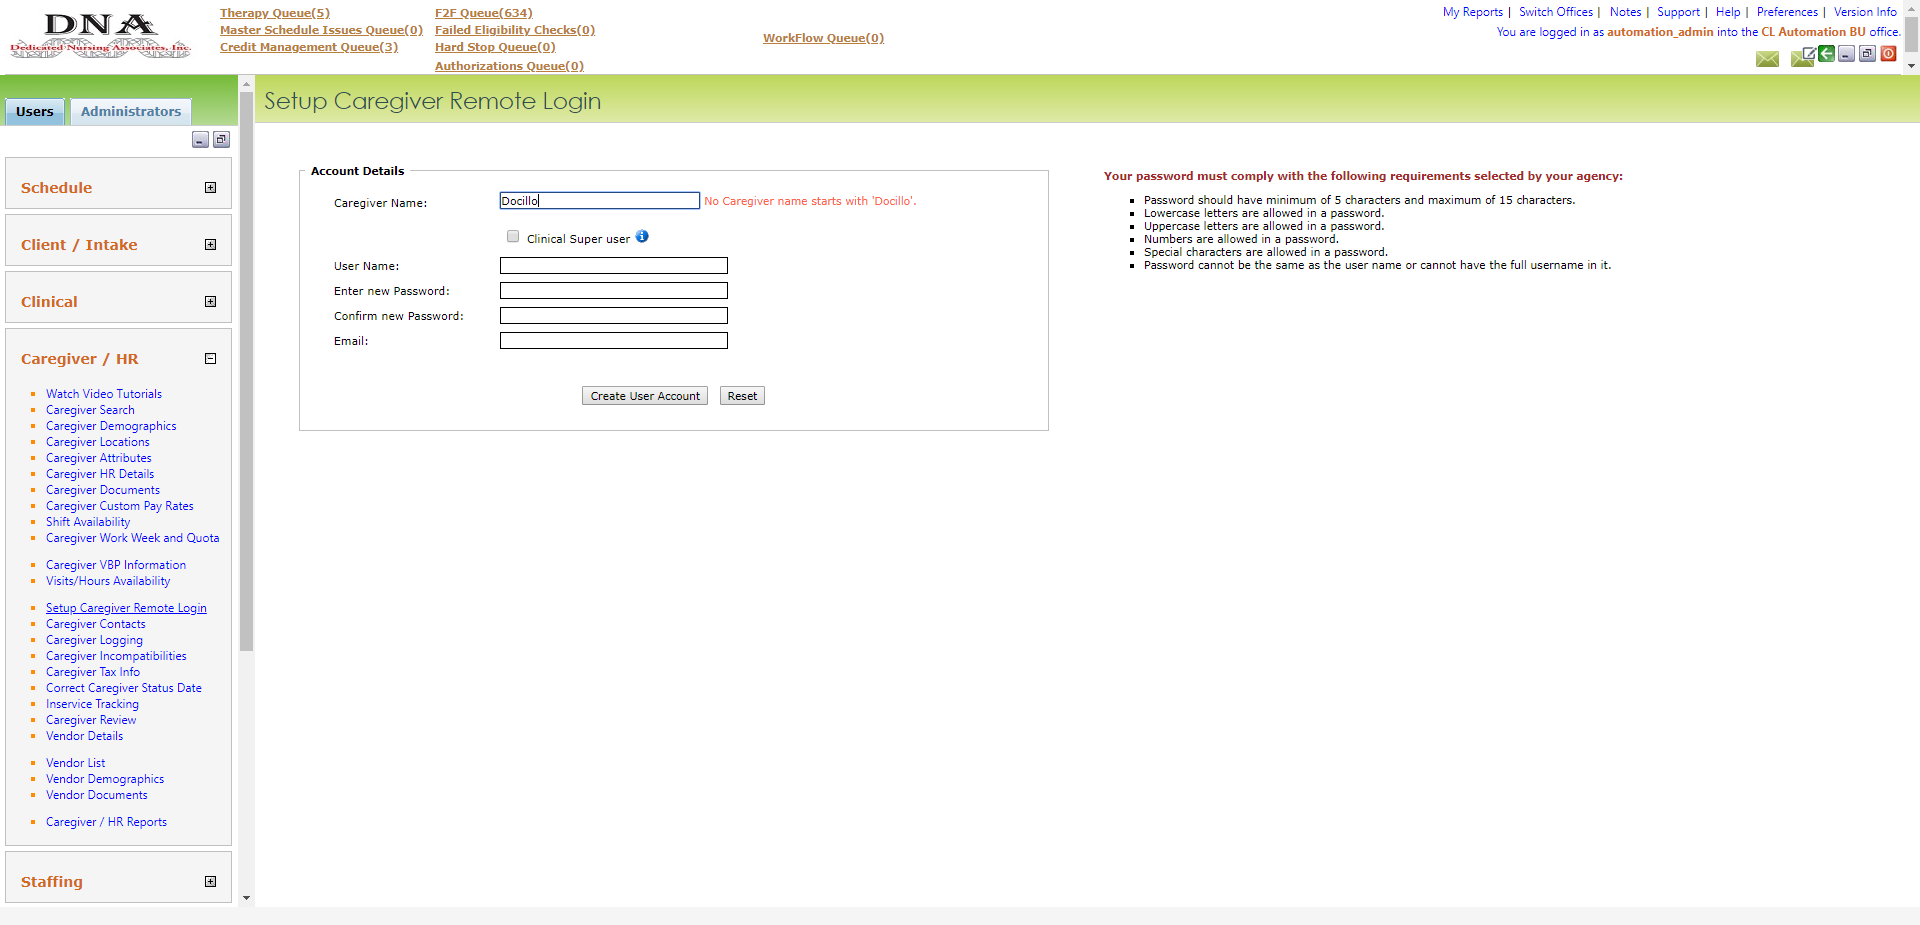 DNA
Dedicated Nursing Associates, Inc.
Therapy Queue(5)
Master Schedule Issues Queue(0)
Credit Management Queue(3)
F2F Queue(634)
Failed Eligibility Checks(0)
Hard Stop Queue(0)
Authorizations Queue(0)
WorkFlow Queue(0)
My Reports | Switch Offices | Notes | Support | Help | Preferences | Version Info
You are logged in as automation_admin into the CL Automation BU office.
Users
Administrators
Schedule
Client / Intake
Clinical
Caregiver / HR
Watch Video Tutorials
Caregiver Search
Caregiver Demographics
Caregiver Locations
Caregiver Attributes
Caregiver HR Details
Caregiver Documents
Caregiver Custom Pay Rates
Shift Availability
Caregiver Work Week and Quota
Caregiver VBP Information
Visits/Hours Availability
Setup Caregiver Remote Login
Caregiver Contacts
Caregiver Logging
Caregiver Incompatibilities
Caregiver Tax Info
Correct Caregiver Status Date
Inservice Tracking
Caregiver Review
Vendor Details
Vendor List
Vendor Demographics
Vendor Documents
Caregiver / HR Reports
Staffing
Setup Caregiver Remote Login
Account Details
Caregiver Name: Docillo No Caregiver name starts with 'Docillo'.
Clinical Super user
User Name:
Enter new Password:
Confirm new Password:
Email:
Create User Account Reset
Your password must comply with the following requirements selected by your agency:
Password should have minimum of 5 characters and maximum of 15 characters.
Lowercase letters are allowed in a password.
Uppercase letters are allowed in a password.
Numbers are allowed in a password.
Special characters are allowed in a password.
Password cannot be the same as the user name or cannot have the full username in it.